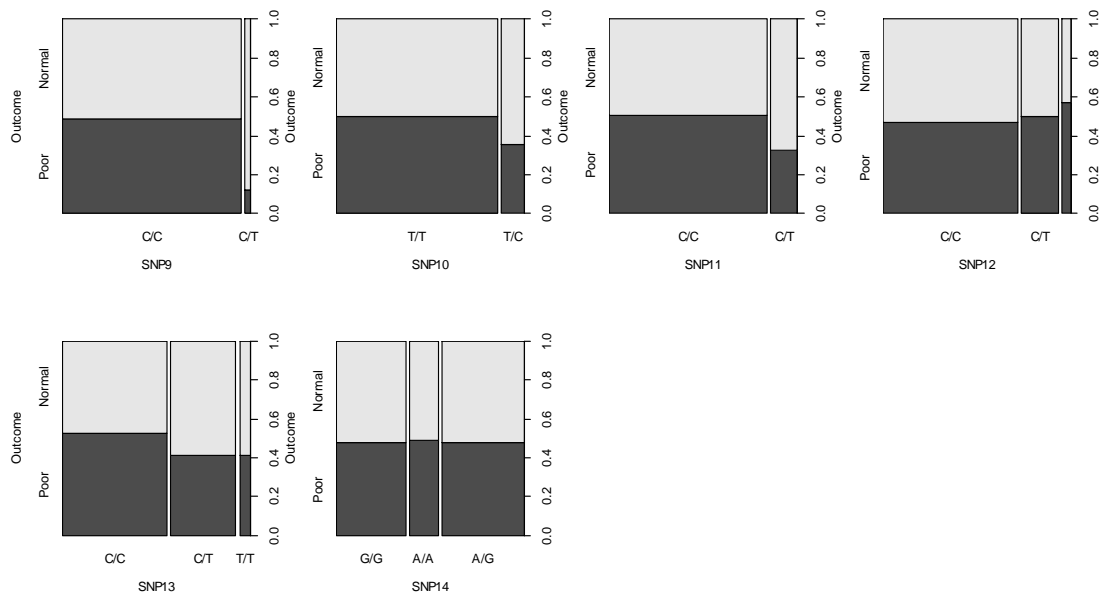 Outcome
Poor Normal
0.0 0.2 0.4 0.6 0.8 1.0
C/C C/T
SNP9
Outcome
Poor Normal
0.0 0.2 0.4 0.6 0.8 1.0
T/T T/C
SNP10
Outcome
Poor Normal
0.0 0.2 0.4 0.6 0.8 1.0
C/C C/T
SNP11
Outcome
Poor Normal
0.0 0.2 0.4 0.6 0.8 1.0
C/C C/T
SNP12
Outcome
Poor Normal
0.0 0.2 0.4 0.6 0.8 1.0
C/C C/T T/T
SNP13
Outcome
Poor Normal
0.0 0.2 0.4 0.6 0.8 1.0
G/G A/A A/G
SNP14